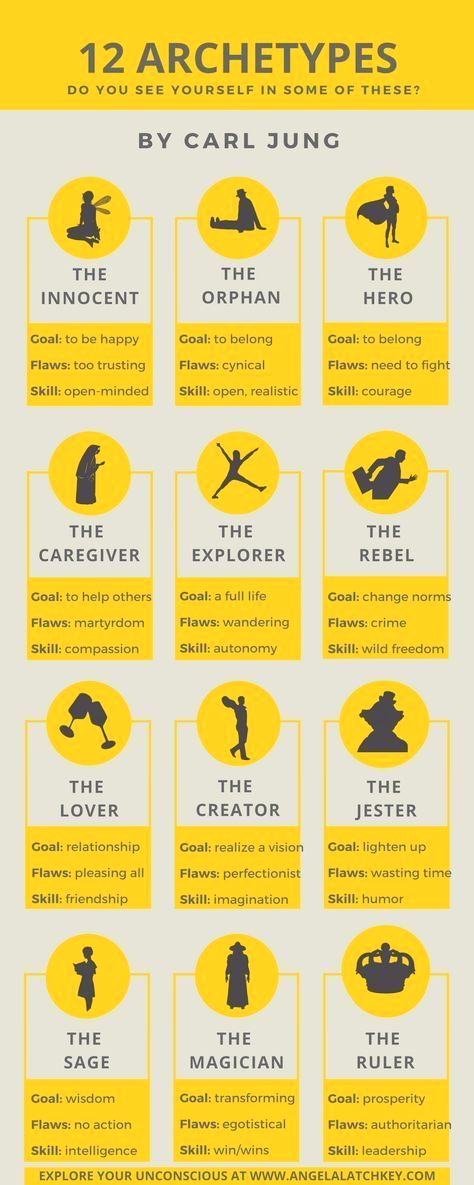 12 ARCHETYPES
DO YOU SEE YOURSELF IN SOME OF THESE?
BY CARL JUNG
THE
INNOCENT
Goal: to be happy
Flaws: too trusting
Skill: open-minded
THE
ORPHAN
Goal: to belong
Flaws: cynical
Skill: open, realistic
THE
HERO
Goal: to belong
Flaws: need to fight
Skill: courage
THE
CAREGIVER
Goal: to help others
Flaws: martyrdom
Skill: compassion
THE
EXPLORER
Goal: a full life
Flaws: wandering
Skill: autonomy
THE
REBEL
Goal: change norms
Flaws: crime
Skill: wild freedom
THE
LOVER
Goal: relationship
Flaws: pleasing all
Skill: friendship
THE
CREATOR
Goal: realize a vision
Flaws: perfectionist
Skill: imagination
THE
JESTER
Goal: lighten up
Flaws: wasting time
Skill: humor
THE
SAGE
Goal: wisdom
Flaws: no action
Skill: intelligence
THE
MAGICIAN
Goal: transforming
Flaws: egotistical
Skill: win/wins
THE
RULER
Goal: prosperity
Flaws: authoritarian
Skill: leadership
EXPLORE YOUR UNCONSCIOUS AT WWW.ANGELALATCHKEY.COM